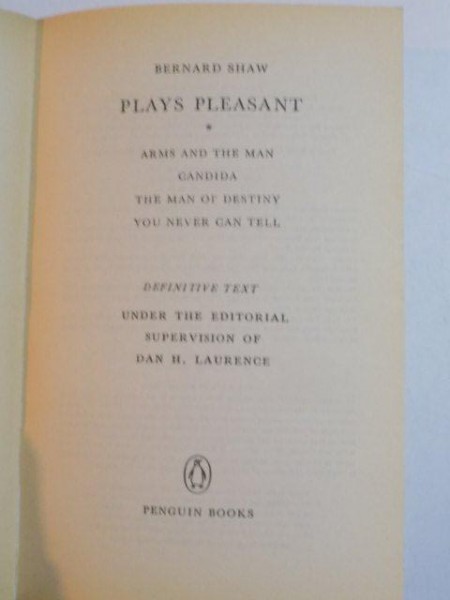 BERNARD SHAW
PLAYS PLEASANT
*
ARMS AND THE MAN
CANDIDA
THE MAN OF DESTINY
YOU NEVER CAN TELL
DEFINITIVE TEXT
UNDER THE EDITORIAL
SUPERVISION OF
DAN H. LAURENCE
PENGUIN BOOKS